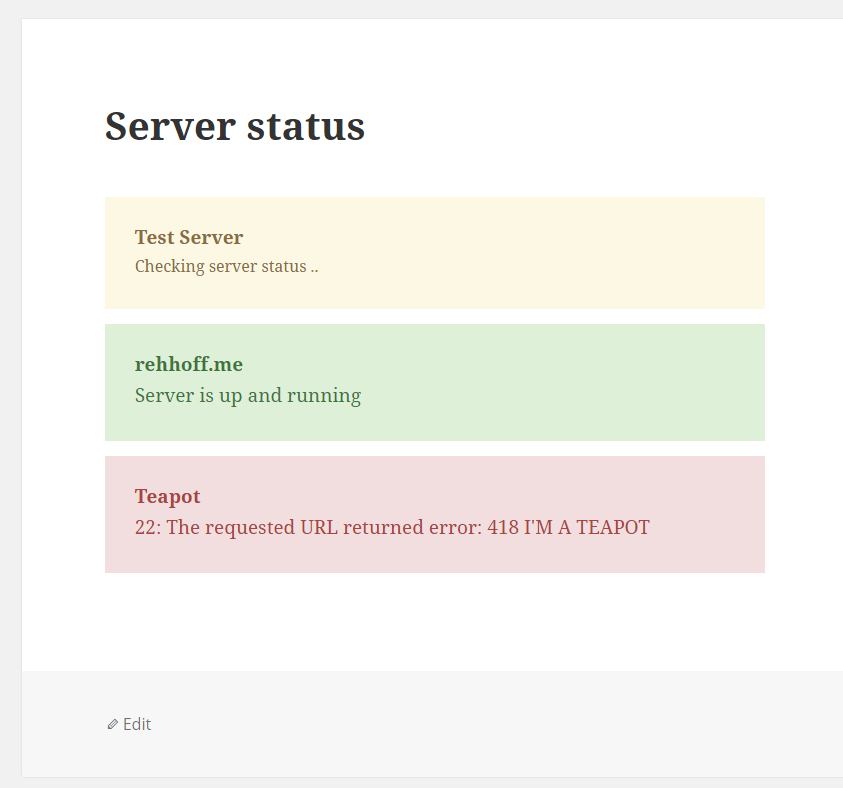 Server status
Test Server
Checking server status ..
rehhoff.me
Server is up and running
Teapot
22: The requested URL returned error: 418 I'M A TEAPOT
Edit